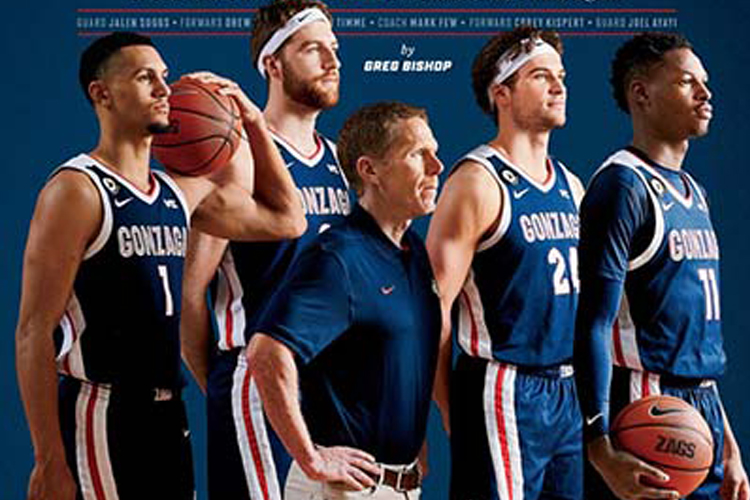 GUARD JALEN SUGGS • FORWARD DREW TIMME • COACH MARK FEW • FORWARD COREY KISPERT • GUARD JOEL AYAYI
by
GREG BISHOP
GONZAGA
1
GONZAGA
GONZAGA
24
GONZAGA
11
ZAGS